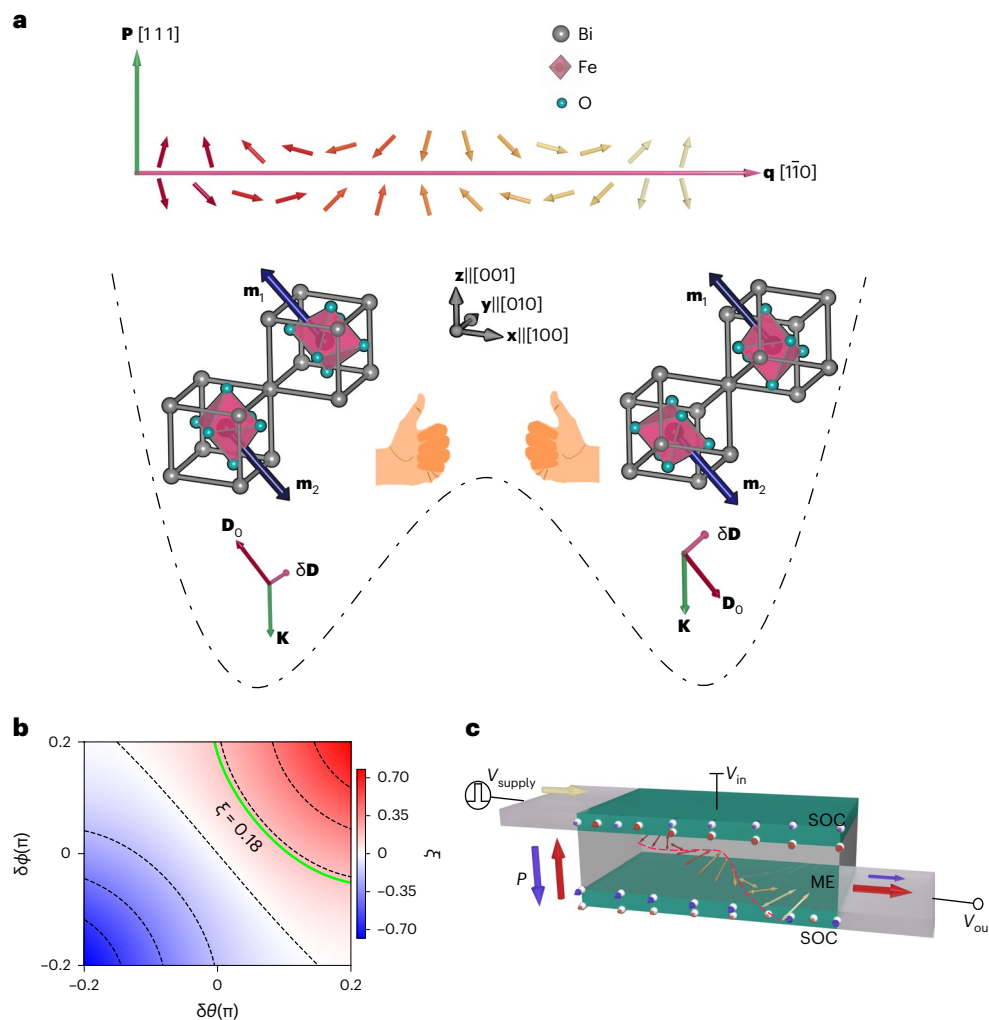 a
P [1 1 1]
Bi
Fe
O
q [11̅0]
m1
z||[001]
y||[010]
x||[100]
m1
m2
m2
D0
δD
K
δD
D0
K
b
0.2
0
−0.2
δϕ(π)
ξ = 0.18
−0.2
0
0.2
δθ(π)
0.70
0.35
0
−0.35
−0.70
ξ
c
Vsupply
Vin
SOC
P
ME
SOC
Vou